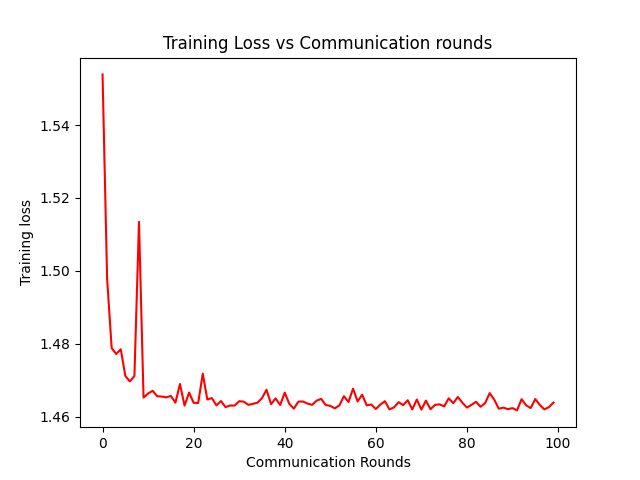 Training Loss vs Communication rounds
1.54
1.52
1.50
1.48
1.46
Training loss
0 20 40 60 80 100
Communication Rounds